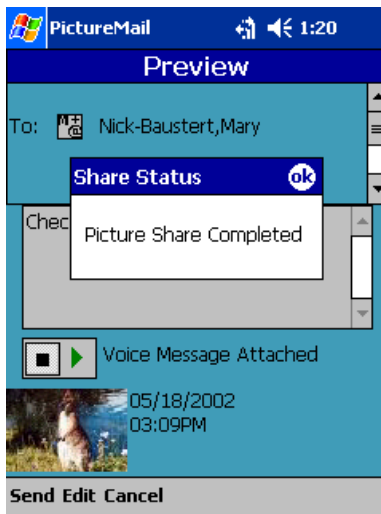 PictureMail 1:20
Preview
To: Nick-Baustert,Mary
Share Status ok
Picture Share Completed
Chec
Voice Message Attached
05/18/2002
03:09PM
Send Edit Cancel